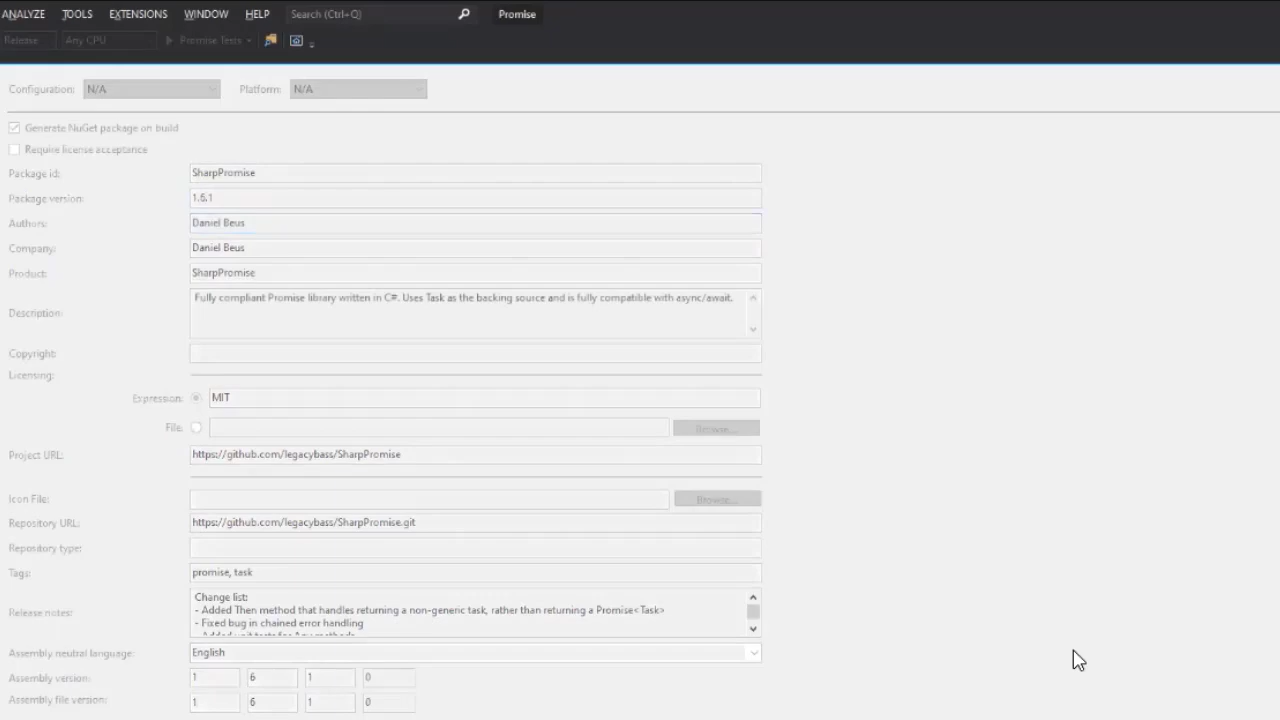 ANALYZE TOOLS EXTENSIONS WINDOW HELP Search (Ctrl+Q) Promise
Release Any CPU Promise Tests
Configuration: N/A Platform: N/A
Generate NuGet package on build
Require license acceptance
Package id: SharpPromise
Package version: 1.6.1
Authors: Daniel Beus
Company: Daniel Beus
Product: SharpPromise
Description: Fully compliant Promise library written in C#. Uses Task as the backing source and is fully compatible with async/await.
Copyright:
Licensing:
Expression: MIT
File: Browse...
Project URL: https://github.com/legacybass/SharpPromise
Icon File: Browse...
Repository URL: https://github.com/legacybass/SharpPromise.git
Repository type:
Tags: promise, task
Release notes: Change list:
- Added Then method that handles returning a non-generic task, rather than returning a Promise<Task>
- Fixed bug in chained error handling
- Added unit tests for Any methods
Assembly neutral language: English
Assembly version: 1 6 1 0
Assembly file version: 1 6 1 0